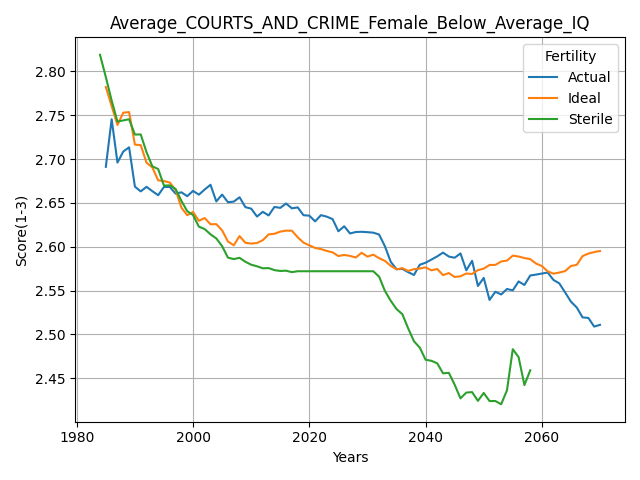 Average_COURTS_AND_CRIME_Female_Below_Average_IQ
Fertility
Actual
Ideal
Sterile
Score(1-3)
2.80
2.75
2.70
2.65
2.60
2.55
2.50
2.45
1980 2000 2020 2040 2060
Years